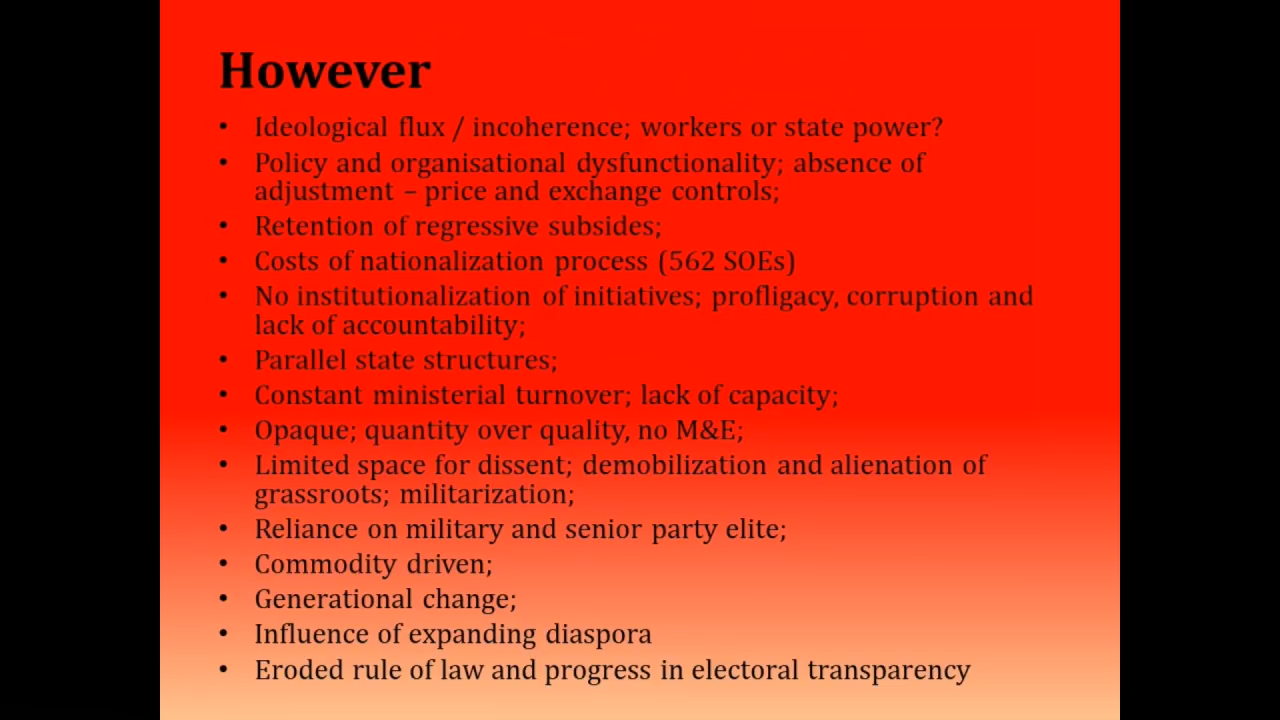 However
• Ideological flux / incoherence; workers or state power?
• Policy and organisational dysfunctionality; absence of
adjustment – price and exchange controls;
• Retention of regressive subsides;
• Costs of nationalization process (562 SOEs)
• No institutionalization of initiatives; profligacy, corruption and
lack of accountability;
• Parallel state structures;
• Constant ministerial turnover; lack of capacity;
• Opaque; quantity over quality, no M&E;
• Limited space for dissent; demobilization and alienation of
grassroots; militarization;
• Reliance on military and senior party elite;
• Commodity driven;
• Generational change;
• Influence of expanding diaspora
• Eroded rule of law and progress in electoral transparency